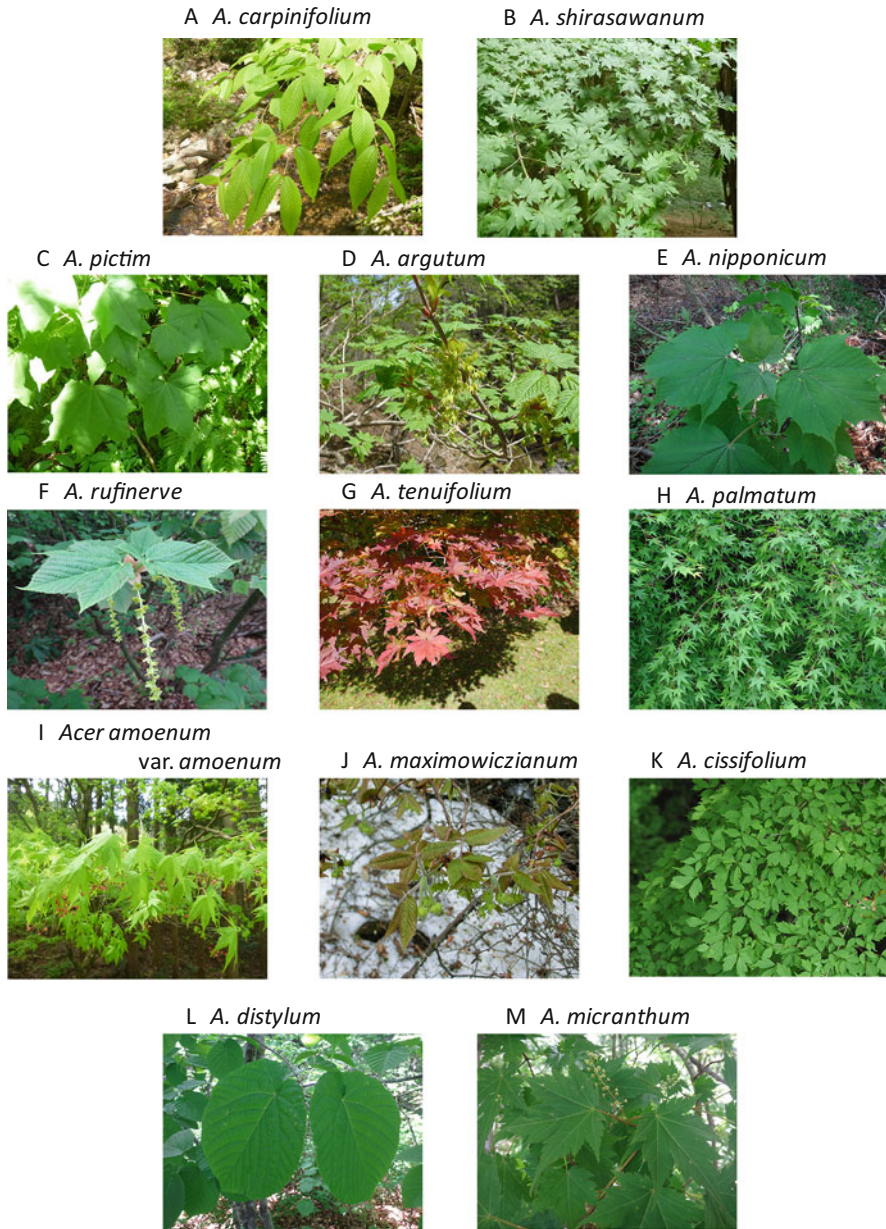 A A. carpinifolium
B A. shirasawanum
C A. pictim
D A. argutum
E A. nipponicum
F A. rufinerve
G A. tenuifolium
H A. palmatum
I Acer amoenum
var. amoenum
J A. maximowiczianum
K A. cissifolium
L A. distylum
M A. micranthum